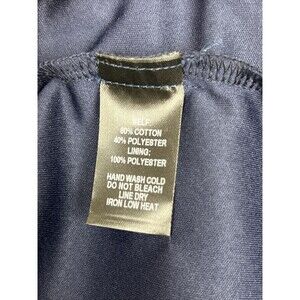 SELF:
60% COTTON
40% POLYESTER
LINING:
100% POLYESTER
HAND WASH COLD
DO NOT BLEACH
LINE DRY
IRON LOW HEAT